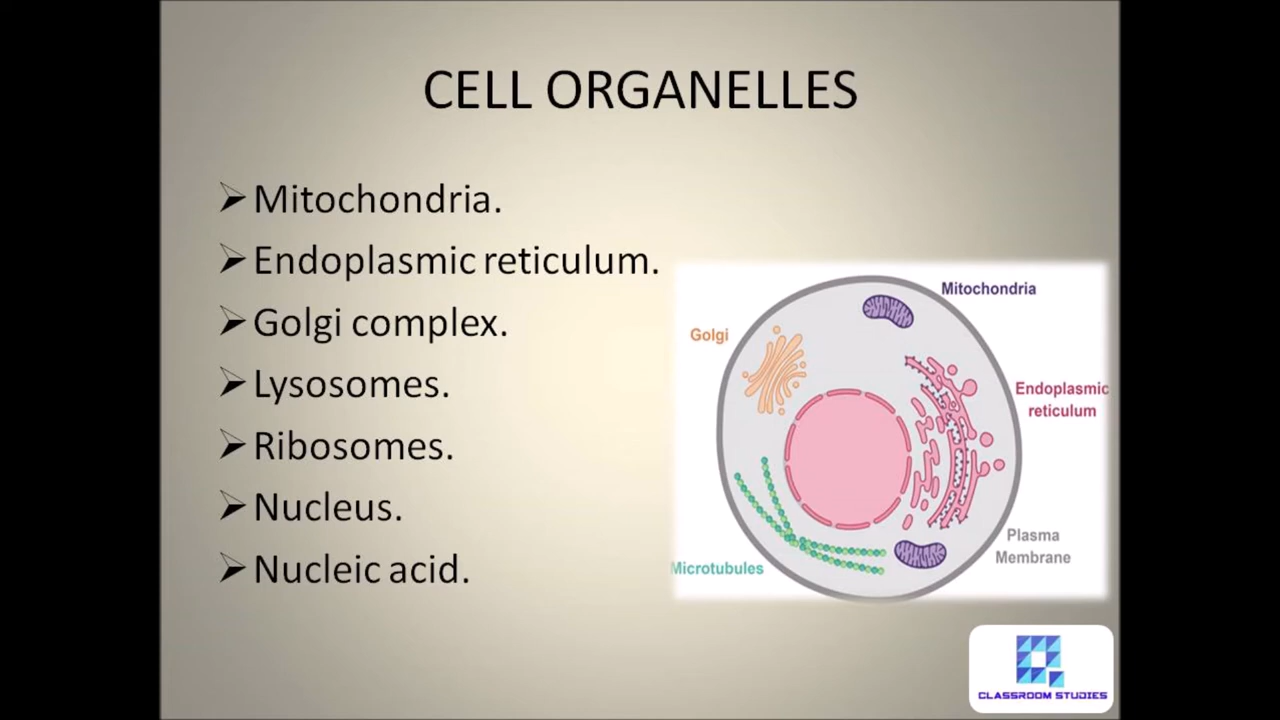 CELL ORGANELLES
Mitochondria.
Endoplasmic reticulum.
Golgi complex.
Lysosomes.
Ribosomes.
Nucleus.
Nucleic acid.
Mitochondria
Golgi
Endoplasmic
reticulum
Plasma
Membrane
Microtubules
CLASSROOM STUDIES